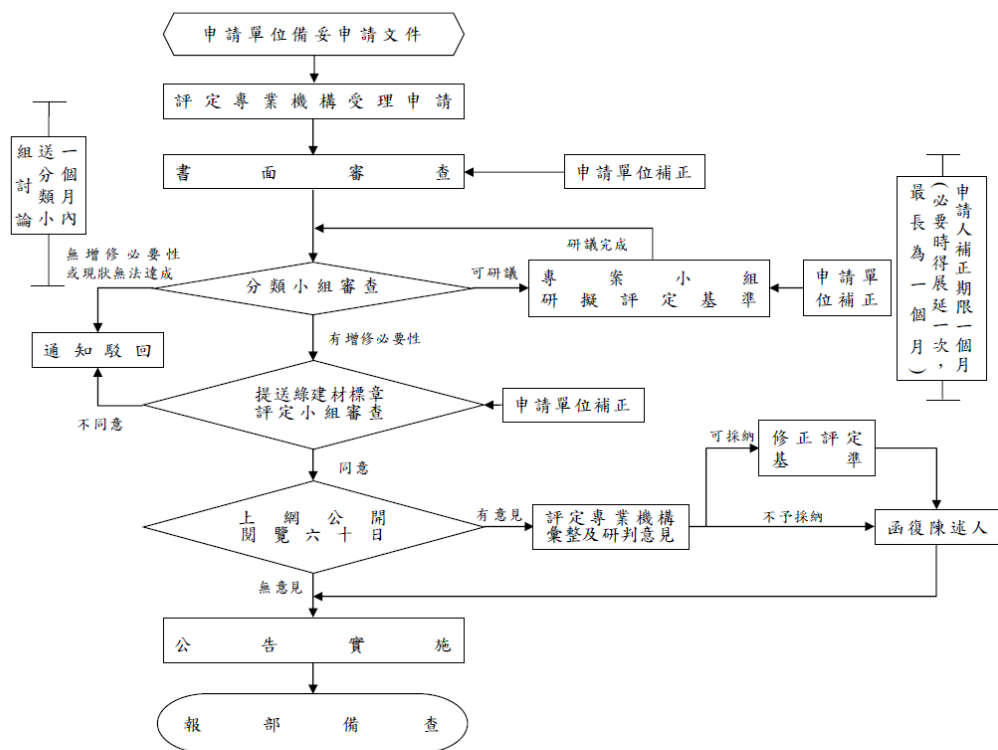 申請單位備妥申請文件
評定專業機構受理申請
一個月內
送分類小
組討論
書面審查
申請單位補正
申請人補正期限一個月
(必要時得展延一次，
最長為一個月)
研議完成
無增修必要性
或現狀無法達成
分類小組審查
可研議
專案小組
研擬評定基準
申請單
位補正
有增修必要性
通知駁回
提送綠建材標章
評定小組審查
申請單位補正
不同意
同意
可採納
修正評定
基準
上網公開
閱覽六十日
有意見
評定專業機構
彙整及研判意見
不予採納
函復陳述人
無意見
公告實施
報部備查